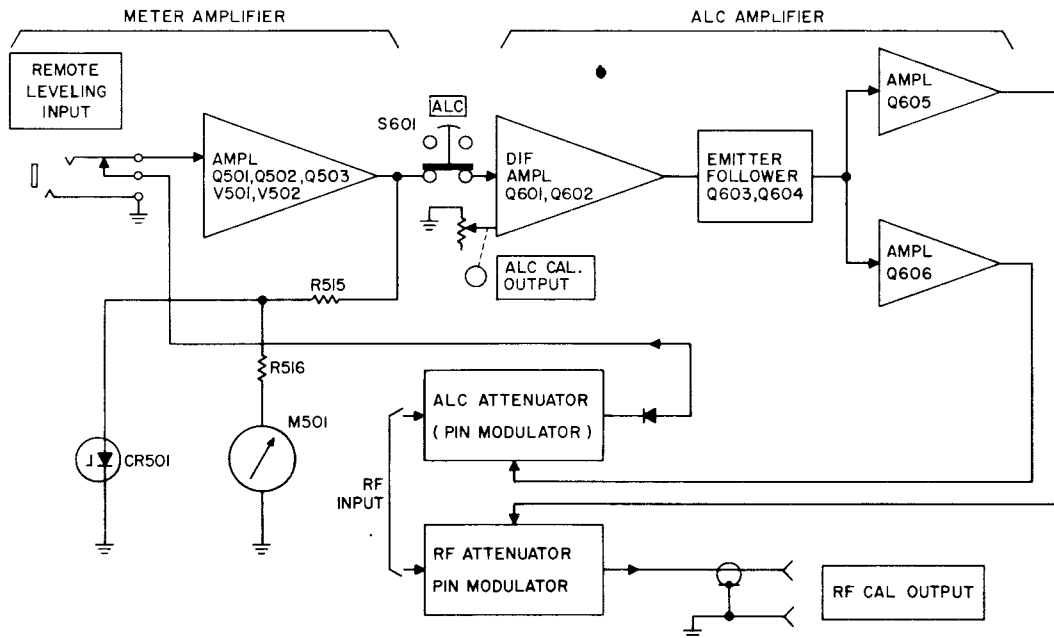 METER AMPLIFIER
ALC AMPLIFIER
REMOTE
LEVELING
INPUT
AMPL
Q501, Q502, Q503
V501, V502
S601
ALC
DIF
AMPL
Q601, Q602
EMITTER
FOLLOWER
Q603, Q604
AMPL
Q605
AMPL
Q606
ALC CAL.
OUTPUT
R515
R516
M501
CR501
ALC ATTENUATOR
( PIN MODULATOR )
RF
INPUT
RF ATTENUATOR
PIN MODULATOR
RF CAL OUTPUT